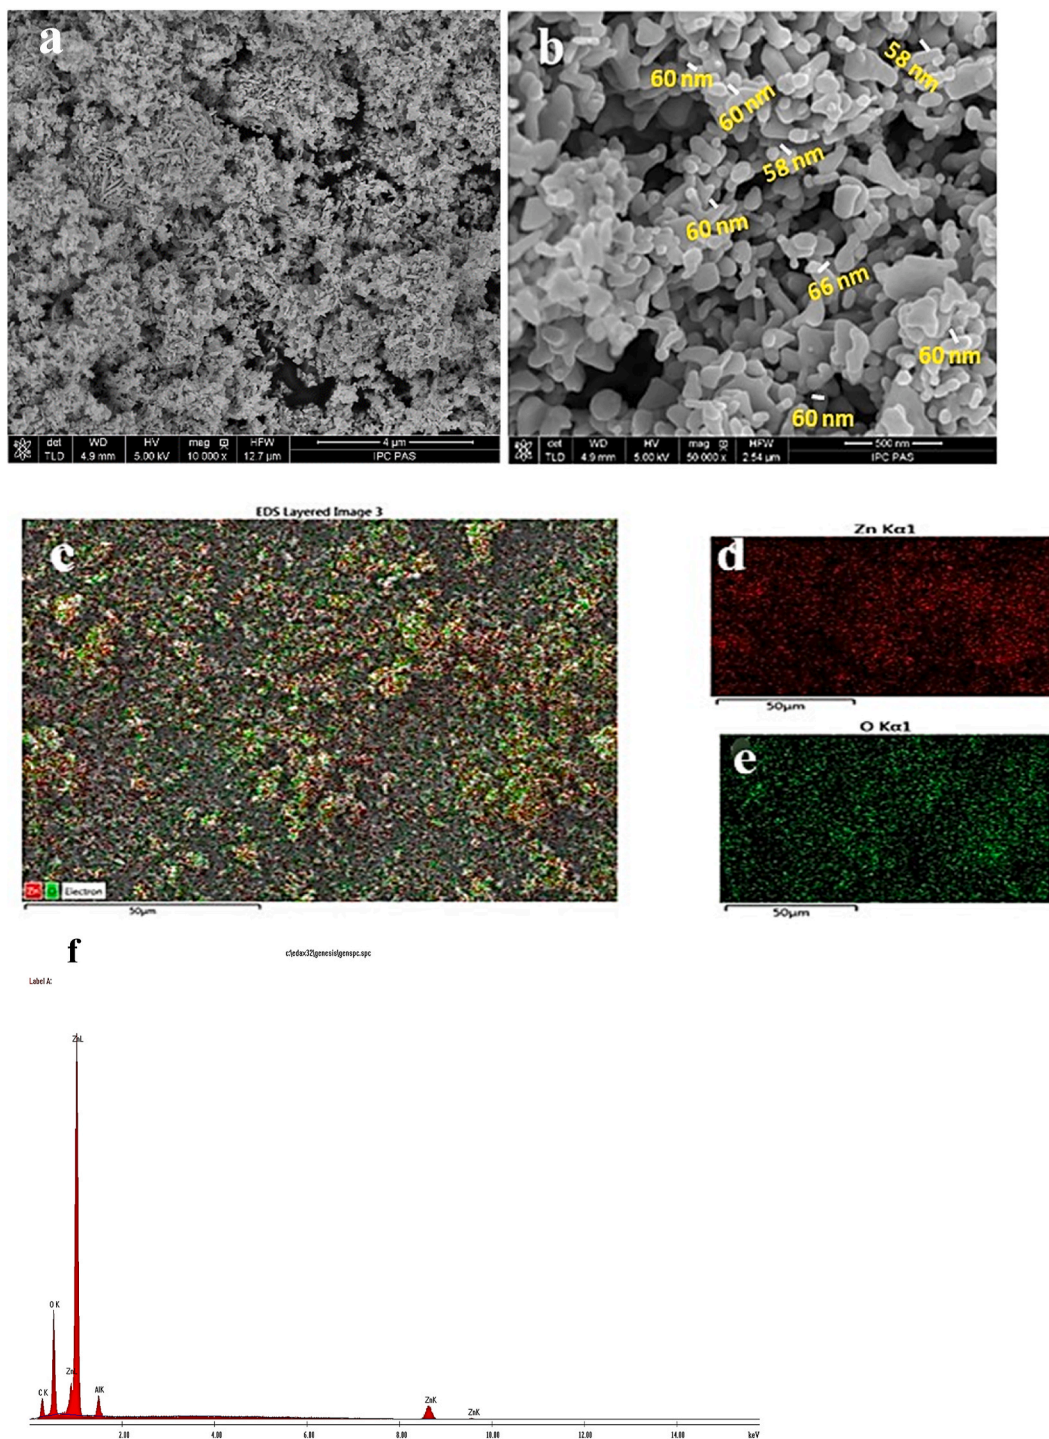 a
b
60 nm
60 nm
58 nm
58 nm
60 nm
66 nm
60 nm
60 nm
det WD HV mag HFW 4 µm
TLD 4.9 mm 5.00 kV 10 000 x 12.7 µm IPC PAS
det WD HV mag HFW 500 nm
TLD 4.9 mm 5.00 kV 50 000 x 2.54 µm IPC PAS
EDS Layered Image 3
c
Zn O Electron
50µm
Zn Kα1
d
50µm
O Kα1
e
50µm
f
c:\edax32\genesis\genspc.spc
Label A:
ZnL
O K
ZnL
C K
AlK
ZnK
ZnK
2.00 4.00 6.00 8.00 10.00 12.00 14.00 keV